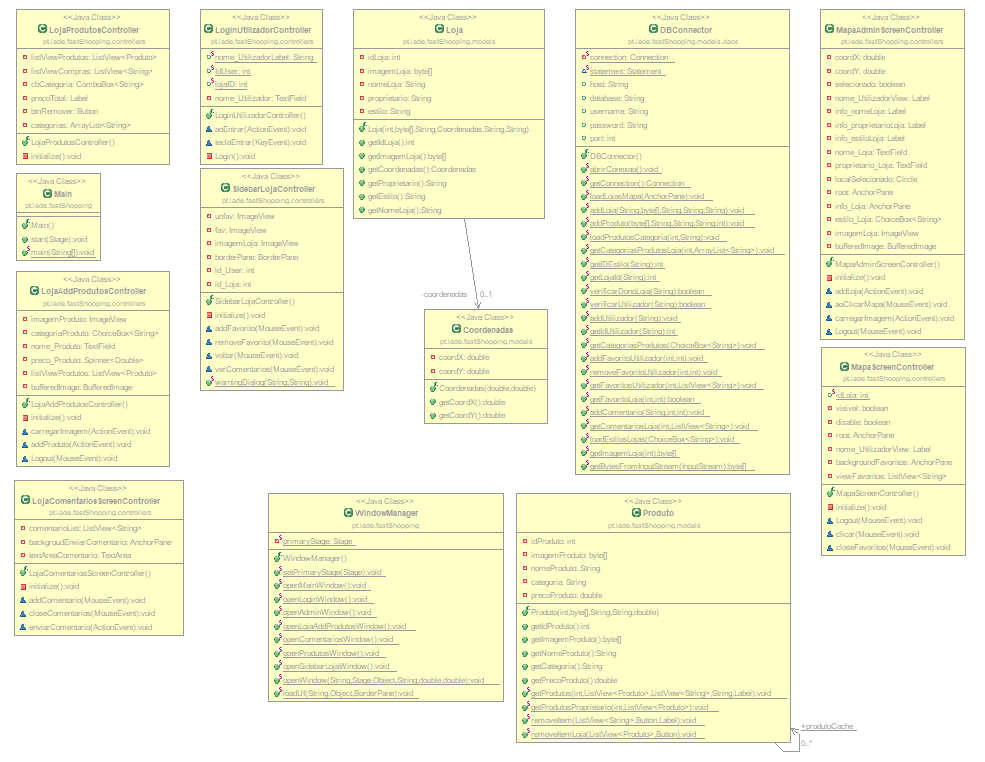 <<Java Class>>
LojaProdutosController
pt.iade.fastShopping.controllers
listViewProdutos: ListView<Produto>
listViewCompras: ListView<String>
cbCategoria: ComboBox<String>
precoTotal: Label
btnRemover: Button
categorias: ArrayList<String>
LojaProdutosController()
initialize():void
<<Java Class>>
LoginUtilizadorController
pt.iade.fastShopping.controllers
nome_UtilizadorLabel: String
IdUser: int
lojaID: int
nome_Utilizador: TextField
LoginUtilizadorController()
aoEntrar(ActionEvent):void
teclaEntrar(KeyEvent):void
Login():void
<<Java Class>>
Loja
pt.iade.fastShopping.models
idLoja: int
imagemLoja: byte[]
nomeLoja: String
proprietario: String
estilo: String
Loja(int,byte[],String,Coordenadas,String,String)
getIdLoja():int
getImagemLoja():byte[]
getCoordenadas():Coordenadas
getProprietario():String
getEstilo():String
getNomeLoja():String
<<Java Class>>
DBConnector
pt.iade.fastShopping.models.daos
connection: Connection
statement: Statement
host: String
database: String
username: String
password: String
port: int
DBConnector()
abrirConexao():void
getConnection():Connection
loadLojasMapa(AnchorPane):void
addLoja(String,byte[],String,String,String):void
addProduto(byte[],String,String,String,int):void
loadProdutosCategoria(int,String):void
getCategoriasProdutosLoja(int,ArrayList<String>):void
getIDEstilo(String):int
getLojaId(String):int
verificarDonoLoja(String):boolean
verificarUtilizador(String):boolean
addUtilizador(String):void
getIdUtilizador(String):int
getCategoriasProdutos(ChoiceBox<String>):void
addFavoritoUtilizador(int,int):void
removeFavoritoUtilizador(int,int):void
getFavoritosUtilizador(int,ListView<String>):void
getFavoritoLoja(int,int):boolean
addComentario(String,int,int):void
getComentariosLoja(int,ListView<String>):void
loadEstilosLojas(ChoiceBox<String>):void
getImagemLoja(int):byte[]
getBytesFromInputStream(InputStream):byte[]
<<Java Class>>
MapaAdminScreenController
pt.iade.fastShopping.controllers
coordX: double
coordY: double
selecionado: boolean
nome_UtilizadorView: Label
info_nomeLoja: Label
info_proprietarioLoja: Label
info_estiloLoja: Label
nome_Loja: TextField
proprietario_Loja: TextField
localSelecionado: Circle
root: AnchorPane
info_Loja: AnchorPane
estilo_Loja: ChoiceBox<String>
imagemLoja: ImageView
bufferedImage: BufferedImage
MapaAdminScreenController()
initialize():void
addLoja(ActionEvent):void
aoClicarMapa(MouseEvent):void
carregarImagem(ActionEvent):void
Logout(MouseEvent):void
<<Java Class>>
Main
pt.iade.fastShopping
Main()
start(Stage):void
main(String[]):void
<<Java Class>>
SidebarLojaController
pt.iade.fastShopping.controllers
unfav: ImageView
fav: ImageView
imagemLoja: ImageView
borderPane: BorderPane
id_User: int
id_Loja: int
SidebarLojaController()
initialize():void
addFavorito(MouseEvent):void
removeFavorito(MouseEvent):void
voltar(MouseEvent):void
verComentarios(MouseEvent):void
warningDialog(String,String):void
<<Java Class>>
LojaAddProdutosController
pt.iade.fastShopping.controllers
imagemProduto: ImageView
categoriaProduto: ChoiceBox<String>
nome_Produto: TextField
preco_Produto: Spinner<Double>
listViewProdutos: ListView<Produto>
bufferedImage: BufferedImage
LojaAddProdutosController()
initialize():void
carregarImagem(ActionEvent):void
addProduto(ActionEvent):void
Logout(MouseEvent):void
-coordenadas
0..1
<<Java Class>>
Coordenadas
pt.iade.fastShopping.models
coordX: double
coordY: double
Coordenadas(double,double)
getCoordX():double
getCoordY():double
<<Java Class>>
MapaScreenController
pt.iade.fastShopping.controllers
idLoja: int
visivel: boolean
disable: boolean
root: AnchorPane
nome_UtilizadorView: Label
backgroundFavoritos: AnchorPane
viewFavoritos: ListView<String>
MapaScreenController()
initialize():void
Logout(MouseEvent):void
clicar(MouseEvent):void
closeFavoritos(MouseEvent):void
<<Java Class>>
LojaComentariosScreenController
pt.iade.fastShopping.controllers
comentarioList: ListView<String>
backgroudEnviarComentario: AnchorPane
textAreaComentario: TextArea
LojaComentariosScreenController()
initialize():void
addComentario(MouseEvent):void
closeComentarios(MouseEvent):void
enviarComentario(ActionEvent):void
<<Java Class>>
WindowManager
pt.iade.fastShopping
primaryStage: Stage
WindowManager()
setPrimaryStage(Stage):void
openMainWindow():void
openLoginWindow():void
openAdminWindow():void
openLojaAddProdutosWindow():void
openComentariosWindow():void
openProdutosWindow():void
openSidebarLojaWindow():void
openWindow(String,Stage,Object,String,double,double):void
loadUI(String,Object,BorderPane):void
<<Java Class>>
Produto
pt.iade.fastShopping.models
idProduto: int
imagemProduto: byte[]
nomeProduto: String
categoria: String
precoProduto: double
Produto(int,byte[],String,String,double)
getIdProduto():int
getImagemProduto():byte[]
getNomeProduto():String
getCategoria():String
getPrecoProduto():double
getProdutos(int,ListView<Produto>,ListView<String>,String,Label):void
getProdutosProprietario(int,ListView<Produto>):void
removeItem(ListView<String>,Button,Label):void
removeItemLoja(ListView<Produto>,Button):void
+produtoCache
0..*